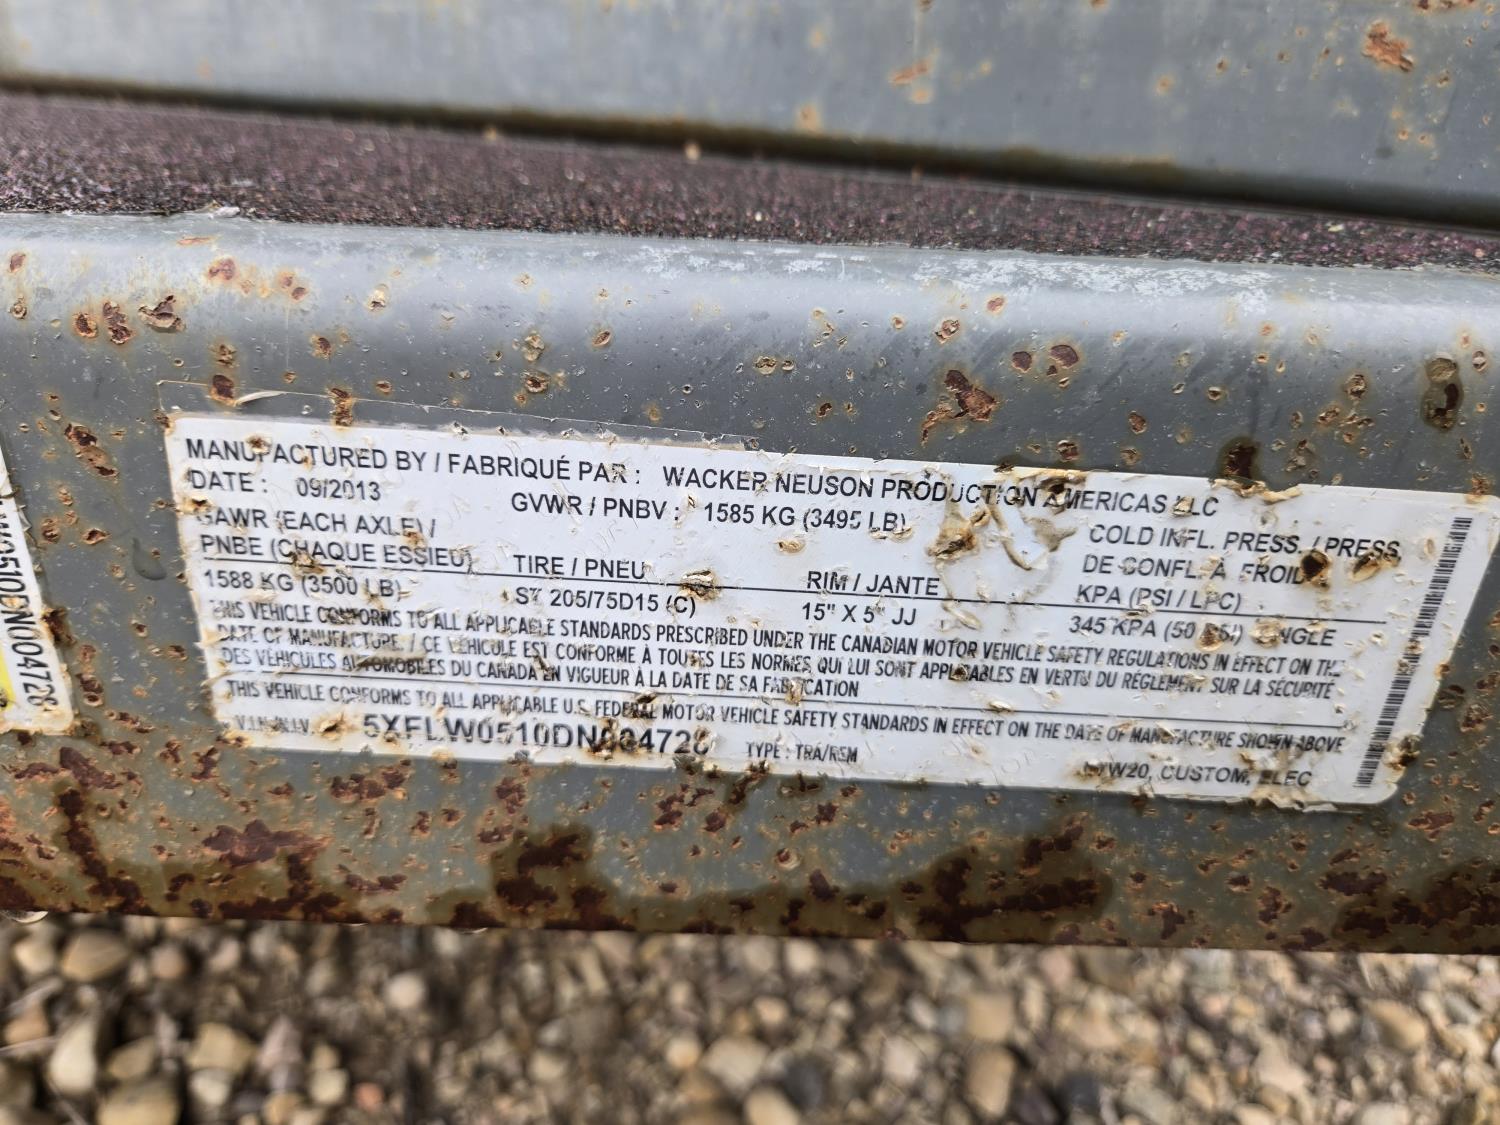 MANUFACTURED BY / FABRIQUÉ PAR : WACKER NEUSON PRODUCTION AMERICAS LLC
DATE : 09/2013 GVWR / PNBV : 1585 KG (3495 LB)
GAWR (EACH AXLE) / COLD INFL. PRESS. / PRESS.
PNBE (CHAQUE ESSIEU) TIRE / PNEU RIM / JANTE DE GONFL. À FROID
KPA (PSI / LPC)
1588 KG (3500 LB) ST 205/75D15 (C) 15" X 5" JJ 345 KPA (50 PSI) SINGLE
THIS VEHICLE CONFORMS TO ALL APPLICABLE STANDARDS PRESCRIBED UNDER THE CANADIAN MOTOR VEHICLE SAFETY REGULATIONS IN EFFECT ON THE
DATE OF MANUFACTURE. / CE VEHICULE EST CONFORME À TOUTES LES NORMES QUI LUI SONT APPLICABLES EN VERTU DU RÉGLEMENT SUR LA SÉCURITÉ
DES VÉHICULES AUTOMOBILES DU CANADA EN VIGUEUR À LA DATE DE SA FABRICATION
THIS VEHICLE CONFORMS TO ALL APPLICABLE U.S. FEDERAL MOTOR VEHICLE SAFETY STANDARDS IN EFFECT ON THE DATE OF MANUFACTURE SHOWN ABOVE
V.I.N./N.I.V. 5XFLW0510DN004728 TYPE : TRA/REM LTW20, CUSTOM, ELEC